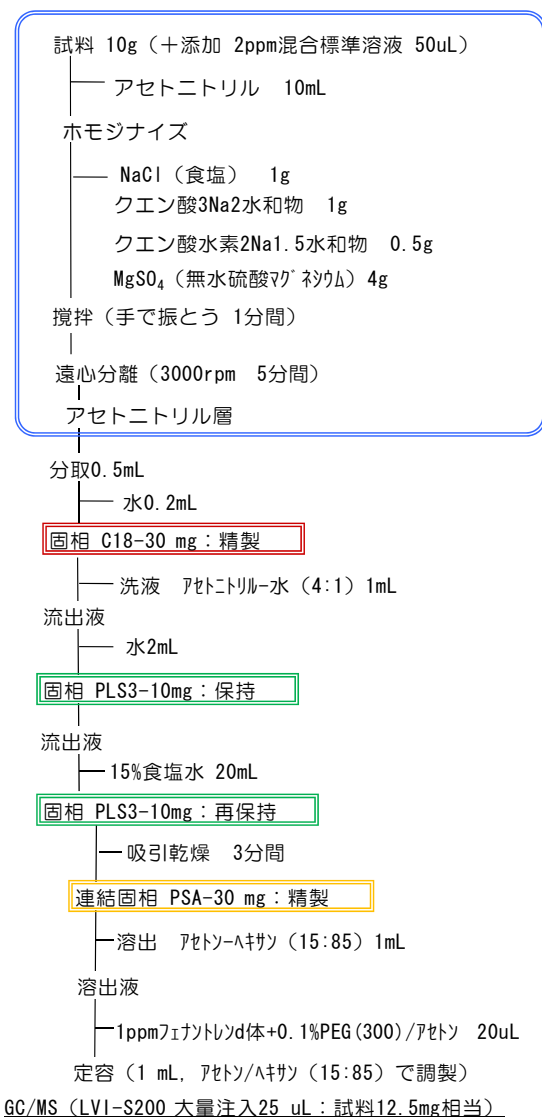 試料 10g（＋添加 2ppm混合標準溶液 50uL）
アセトニトリル 10mL
ホモジナイズ
NaCl（食塩） 1g
クエン酸3Na2水和物 1g
クエン酸水素2Na1.5水和物 0.5g
MgSO₄（無水硫酸ﾏｸﾞﾈｼｳﾑ）4g
撹拌（手で振とう 1分間）
遠心分離（3000rpm 5分間）
アセトニトリル層
分取0.5mL
水0.2mL
固相 C18-30 mg：精製
洗液 ｱｾﾄﾆﾄﾘﾙｰ水（4:1）1mL
流出液
水2mL
固相 PLS3-10mg：保持
流出液
15%食塩水 20mL
固相 PLS3-10mg：再保持
吸引乾燥 3分間
連結固相 PSA-30 mg：精製
溶出 ｱｾﾄﾝｰﾍｷｻﾝ（15:85）1mL
溶出液
1ppmﾌｪﾅﾝﾄﾚﾝd体+0.1%PEG(300)/ｱｾﾄﾝ 20uL
定容（1 mL, ｱｾﾄﾝ/ﾍｷｻﾝ（15:85）で調製）
GC/MS（LVI-S200 大量注入25 uL：試料12.5mg相当）